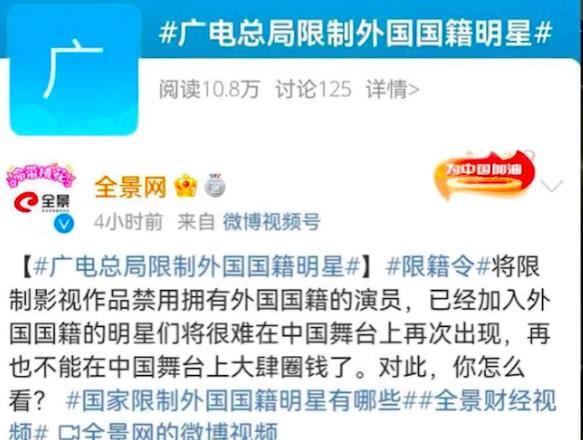 广
#广电总局限制外国国籍明星#
阅读10.8万 讨论125 详情>
全景
全景网
为中国加油
4小时前 来自 微博视频号
【#广电总局限制外国国籍明星#】#限籍令#将限
制影视作品禁用拥有外国国籍的演员，已经加入外
国国籍的明星们将很难在中国舞台上再次出现，再
也不能在中国舞台上大肆圈钱了。对此，你怎么
看？ #国家限制外国国籍明星有哪些##全景财经视
频# 全景网的微博视频